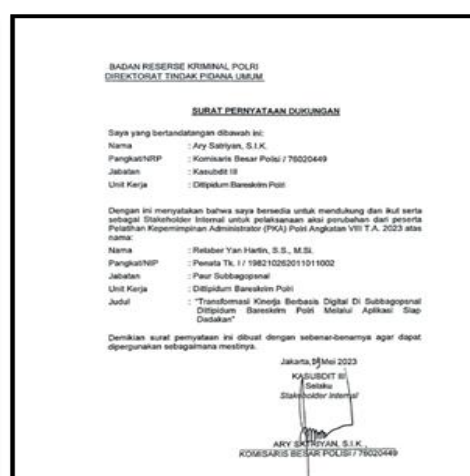 BADAN RESERSE KRIMINAL POLRI
DIREKTORAT TINDAK PIDANA UMUM
SURAT PERNYATAAN DUKUNGAN
Saya yang bertandatangan dibawah ini:
Nama : Ary Satriyan, S.I.K.
Pangkat/NRP : Komisaris Besar Polisi / 76020449
Jabatan : Kasubdit III
Unit Kerja : Dittipidum Bareskrim Polri
Dengan ini menyatakan bahwa saya bersedia untuk mendukung dan ikut serta
sebagai Stakeholder Internal untuk pelaksanaan aksi perubahan dari peserta
Pelatihan Kepemimpinan Administrator (PKA) Polri Angkatan VIII T.A. 2023 atas
nama:
Nama : Relaber Yan Hartin, S.S., M.Si.
Pangkat/NIP : Penata Tk. I / 198210262011011002
Jabatan : Paur Subbagopsnal
Unit Kerja : Dittipidum Bareskrim Polri
Judul : "Transformasi Kinerja Berbasis Digital Di Subbagopsnal
Dittipidum Bareskrim Polri Melalui Aplikasi Siap
Dadakan"
Demikian surat pernyataan ini dibuat dengan sebenar-benarnya agar dapat
dipergunakan sebagaimana mestinya.
Jakarta, Mei 2023
KASUBDIT III
Selaku
Stakeholder Internal
ARY SATRIYAN, S.I.K.
KOMISARIS BESAR POLISI / 76020449